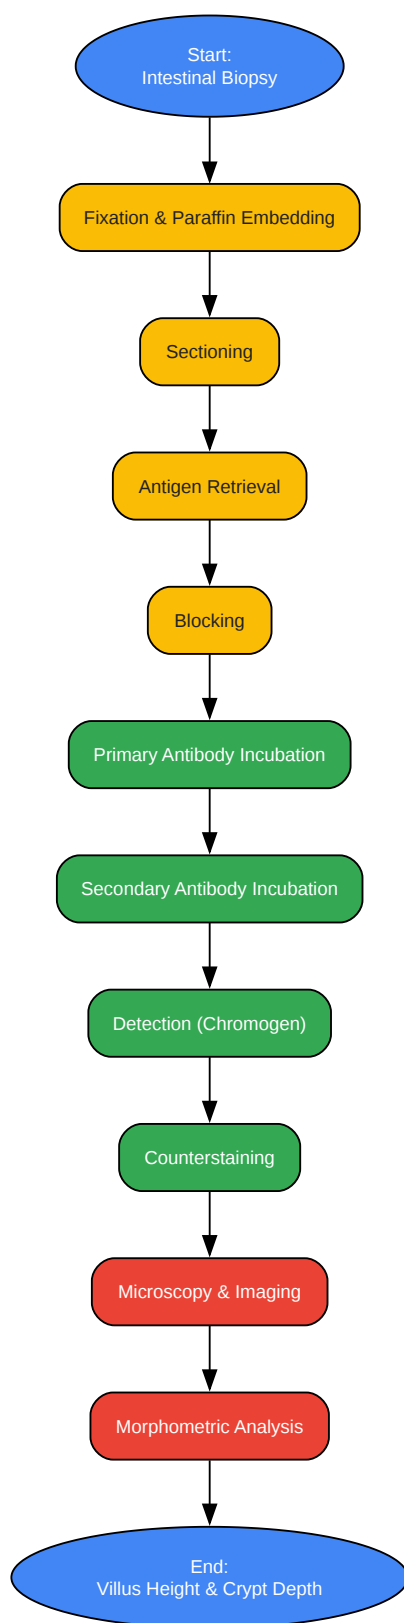 Start:
Intestinal Biopsy
Fixation & Paraffin Embedding
Sectioning
Antigen Retrieval
Blocking
Primary Antibody Incubation
Secondary Antibody Incubation
Detection (Chromogen)
Counterstaining
Microscopy & Imaging
Morphometric Analysis
End:
Villus Height & Crypt Depth